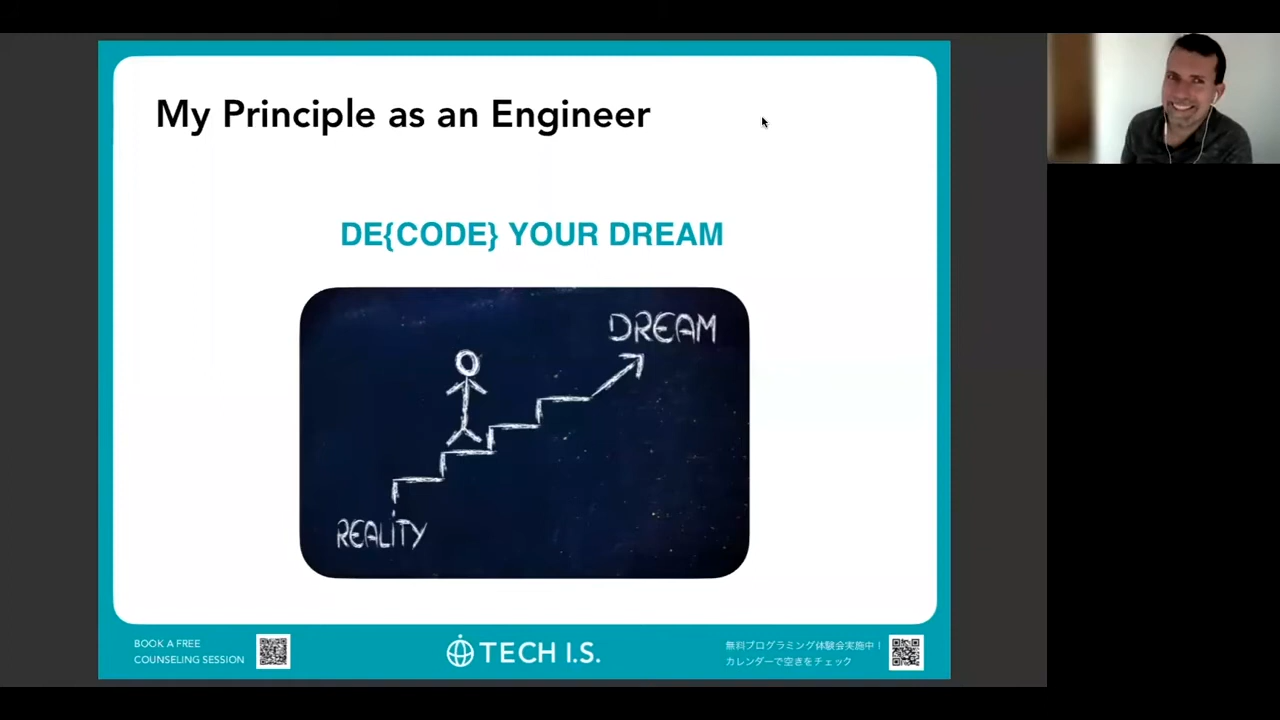 My Principle as an Engineer
DE{CODE} YOUR DREAM
DREAM
REALITY
BOOK A FREE
COUNSELING SESSION
TECH I.S.
無料プログラミング体験会実施中！
カレンダーで空きをチェック